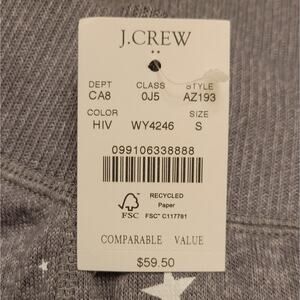 J.CREW
DEPT CLASS STYLE
CA8 0J5 AZ193
COLOR SIZE
HIV WY4246 S
099106338888
RECYCLED
Paper
FSC FSC® C117781
COMPARABLE VALUE
$59.50